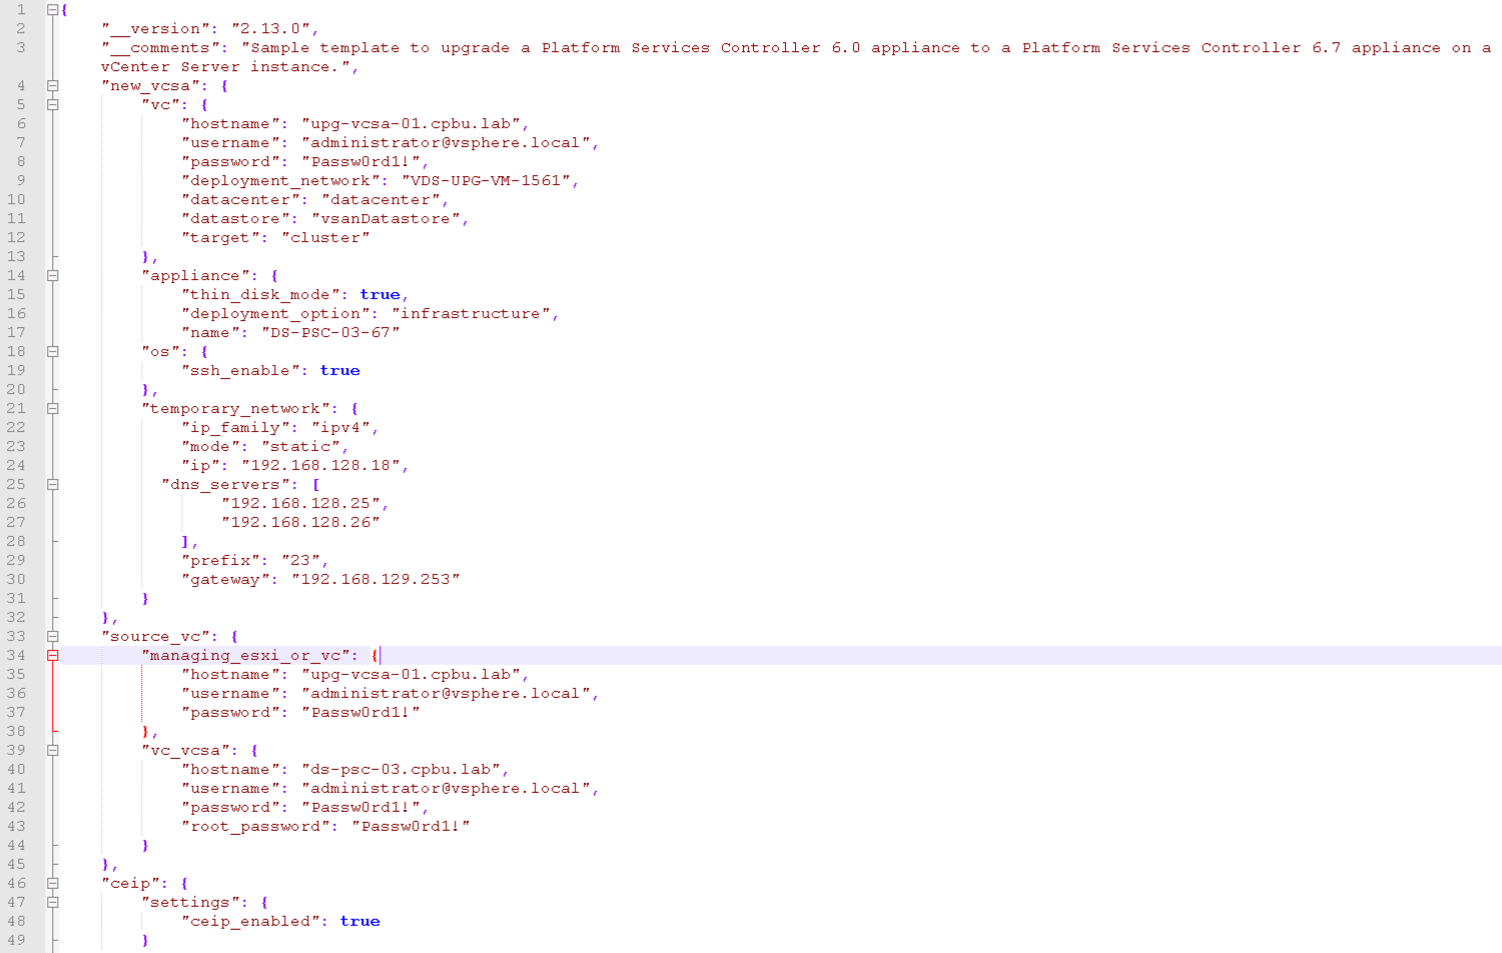 1 {
2 "__version": "2.13.0",
3 "__comments": "Sample template to upgrade a Platform Services Controller 6.0 appliance to a Platform Services Controller 6.7 appliance on a
vCenter Server instance.",
4 "new_vcsa": {
5 "vc": {
6 "hostname": "upg-vcsa-01.cpbu.lab",
7 "username": "administrator@vsphere.local",
8 "password": "Passw0rd1!",
9 "deployment_network": "VDS-UPG-VM-1561",
10 "datacenter": "datacenter",
11 "datastore": "vsanDatastore",
12 "target": "cluster"
13 },
14 "appliance": {
15 "thin_disk_mode": true,
16 "deployment_option": "infrastructure",
17 "name": "DS-PSC-03-67"
18 "os": {
19 "ssh_enable": true
20 },
21 "temporary_network": {
22 "ip_family": "ipv4",
23 "mode": "static",
24 "ip": "192.168.128.18",
25 "dns_servers": [
26 "192.168.128.25",
27 "192.168.128.26"
28 ],
29 "prefix": "23",
30 "gateway": "192.168.129.253"
31 }
32 },
33 "source_vc": {
34 "managing_esxi_or_vc": {
35 "hostname": "upg-vcsa-01.cpbu.lab",
36 "username": "administrator@vsphere.local",
37 "password": "Passw0rd1!"
38 },
39 "vc_vcsa": {
40 "hostname": "ds-psc-03.cpbu.lab",
41 "username": "administrator@vsphere.local",
42 "password": "Passw0rd1!",
43 "root_password": "Passw0rd1!"
44 }
45 },
46 "ceip": {
47 "settings": {
48 "ceip_enabled": true
49 }